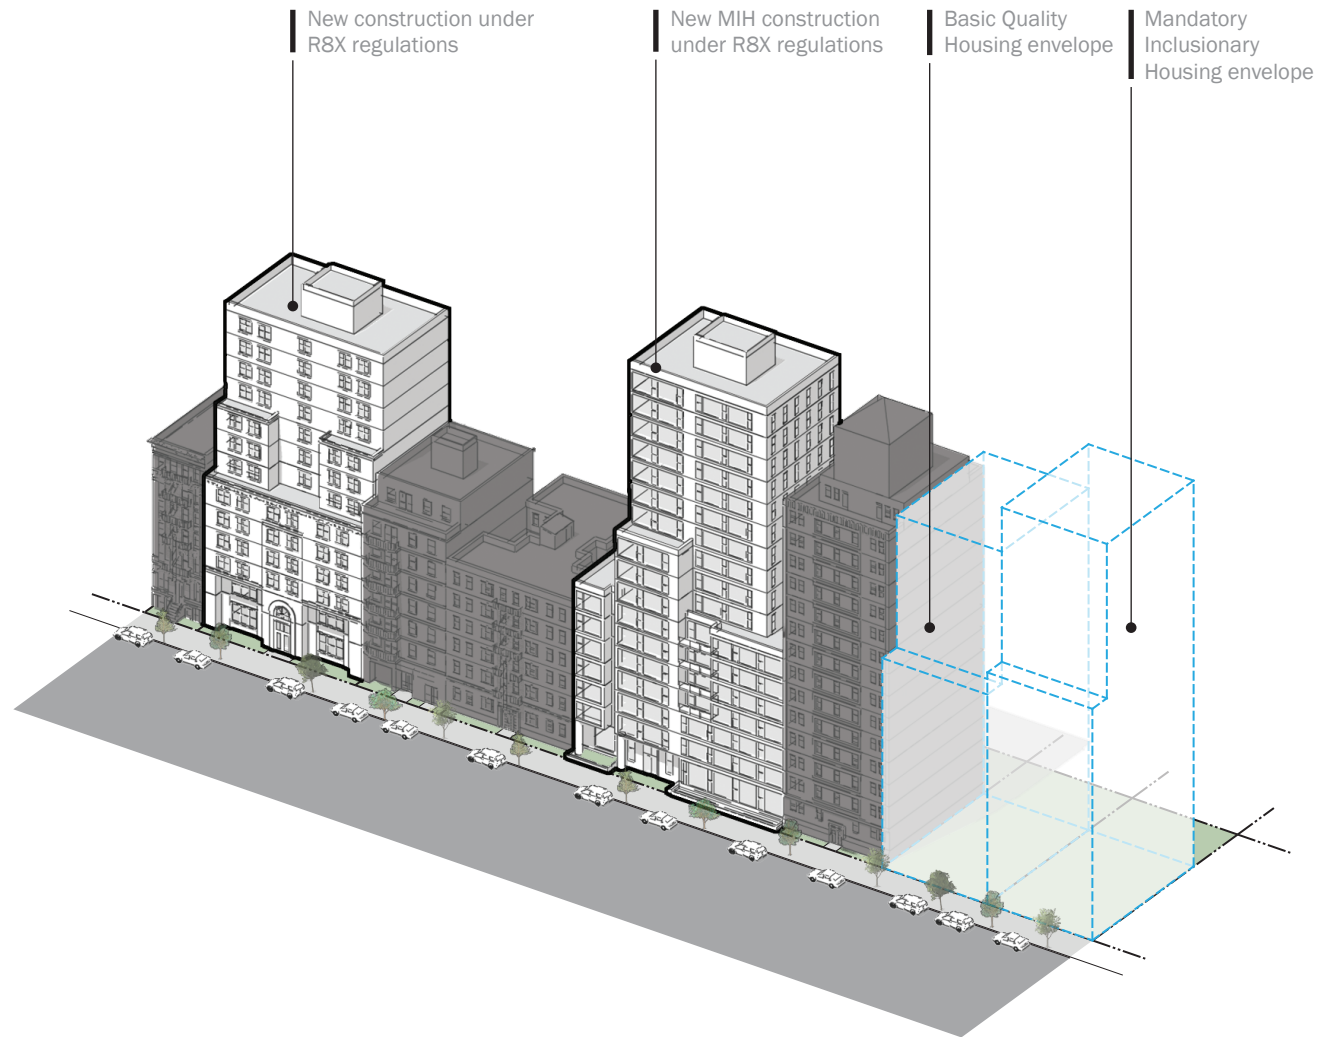 New construction under
R8X regulations
New MIH construction
under R8X regulations
Basic Quality
Housing envelope
Mandatory
Inclusionary
Housing envelope